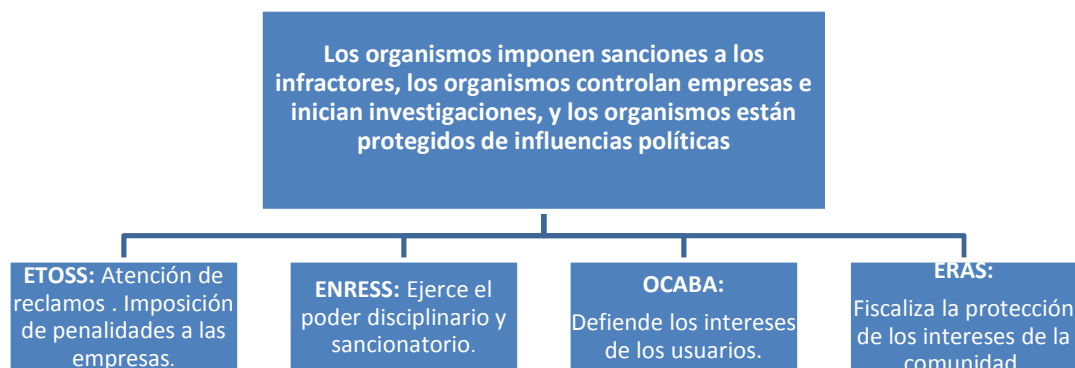 Los organismos imponen sanciones a los
infractores, los organismos controlan empresas e
inician investigaciones, y los organismos están
protegidos de influencias políticas
ETOSS: Atención de
reclamos . Imposición
de penalidades a las
empresas.
ENRESS: Ejerce el
poder disciplinario y
sancionatorio.
OCABA:
Defiende los intereses
de los usuarios.
ERAS:
Fiscaliza la protección
de los intereses de la
comunidad